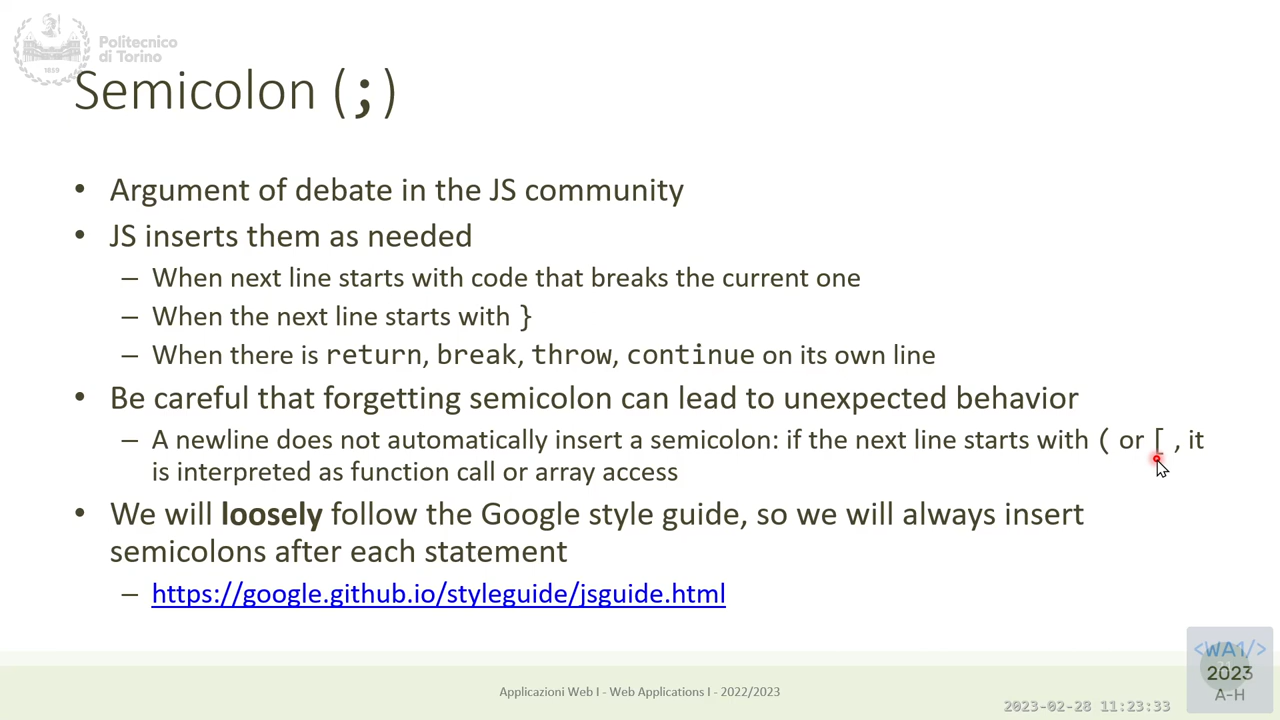 Politecnico
di Torino
1859
Semicolon (;)
• Argument of debate in the JS community
• JS inserts them as needed
– When next line starts with code that breaks the current one
– When the next line starts with }
– When there is return, break, throw, continue on its own line
• Be careful that forgetting semicolon can lead to unexpected behavior
– A newline does not automatically insert a semicolon: if the next line starts with ( or [ , it
is interpreted as function call or array access
• We will loosely follow the Google style guide, so we will always insert
semicolons after each statement
– https://google.github.io/styleguide/jsguide.html
Applicazioni Web I - Web Applications I - 2022/2023
<WA1/>
2023
A-H
2023-02-28 11:23:33